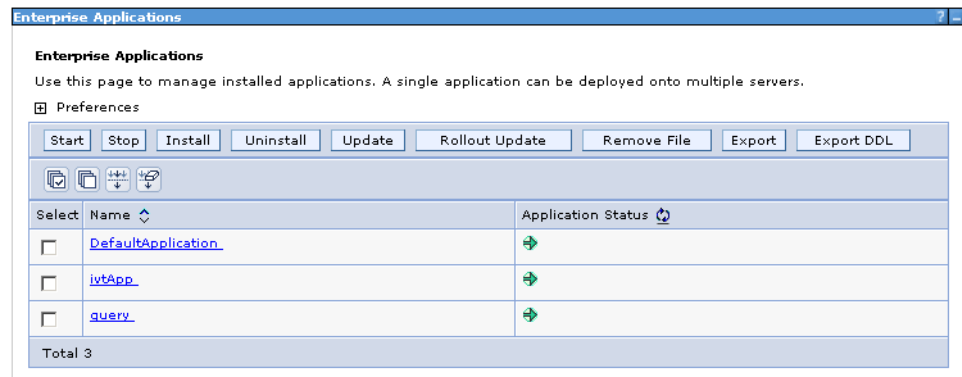 Enterprise Applications ? –
Enterprise Applications
Use this page to manage installed applications. A single application can be deployed onto multiple servers.
Preferences
Start Stop Install Uninstall Update Rollout Update Remove File Export Export DDL
Select Name Application Status
DefaultApplication
ivtApp
query
Total 3